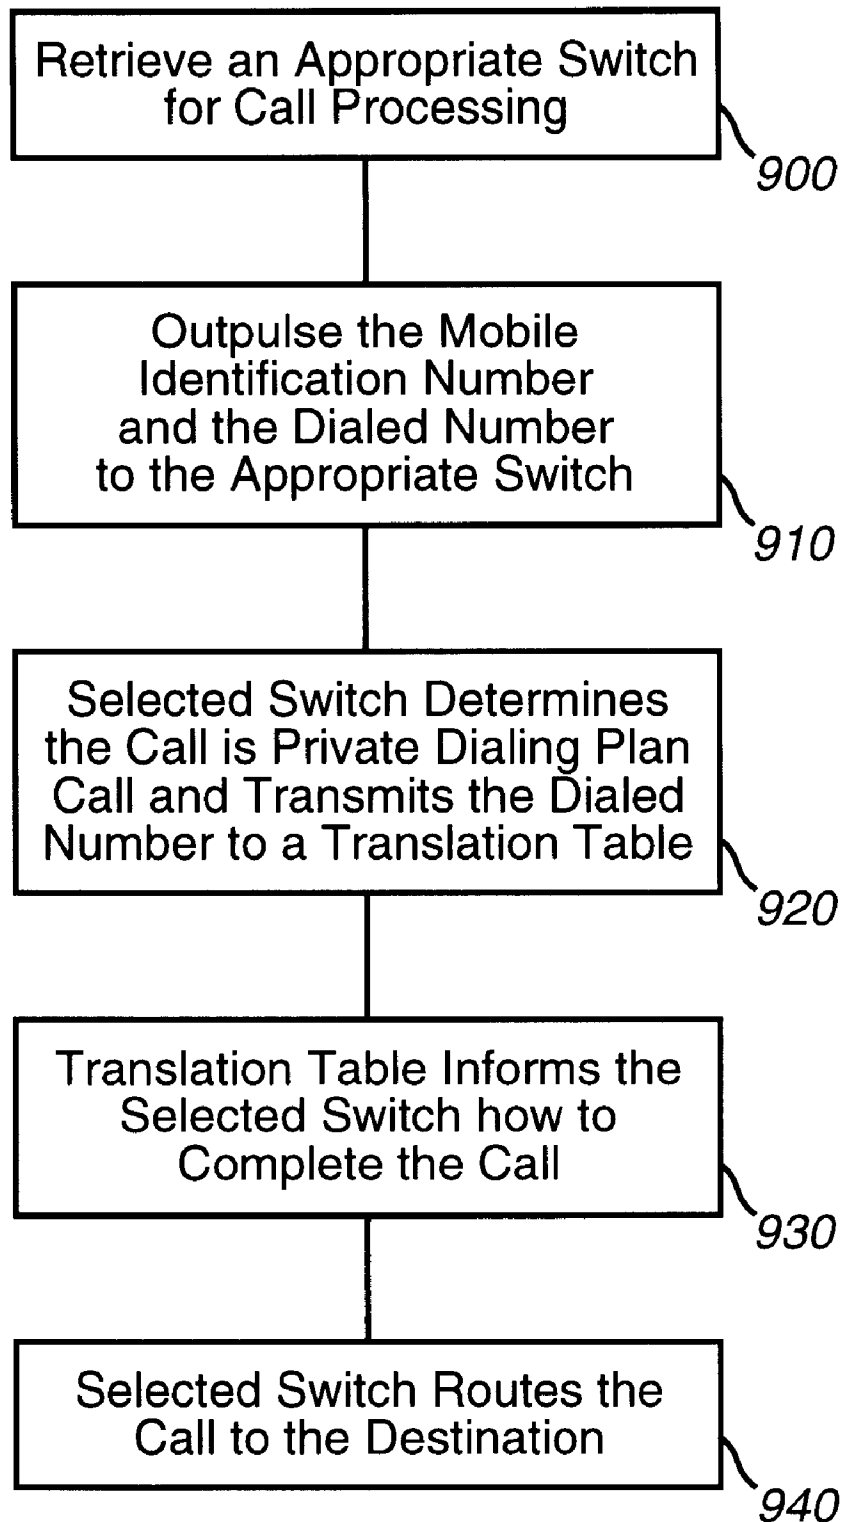 Retrieve an Appropriate Switch
for Call Processing
900
Outpulse the Mobile
Identification Number
and the Dialed Number
to the Appropriate Switch
910
Selected Switch Determines
the Call is Private Dialing Plan
Call and Transmits the Dialed
Number to a Translation Table
920
Translation Table Informs the
Selected Switch how to
Complete the Call
930
Selected Switch Routes the
Call to the Destination
940